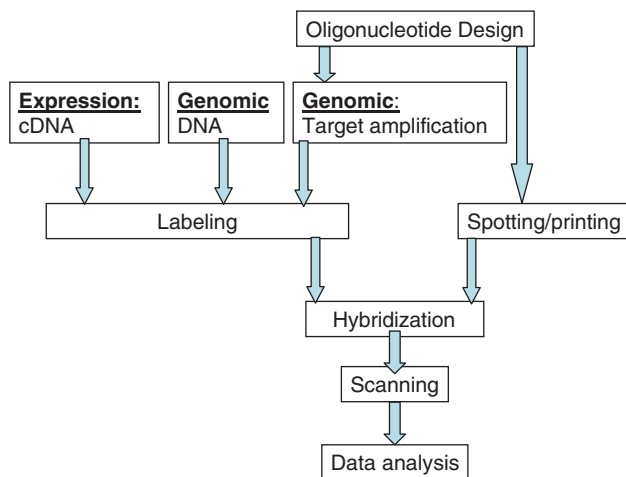 Oligonucleotide Design
Expression:
cDNA
Genomic
DNA
Genomic:
Target amplification
Labeling
Spotting/printing
Hybridization
Scanning
Data analysis